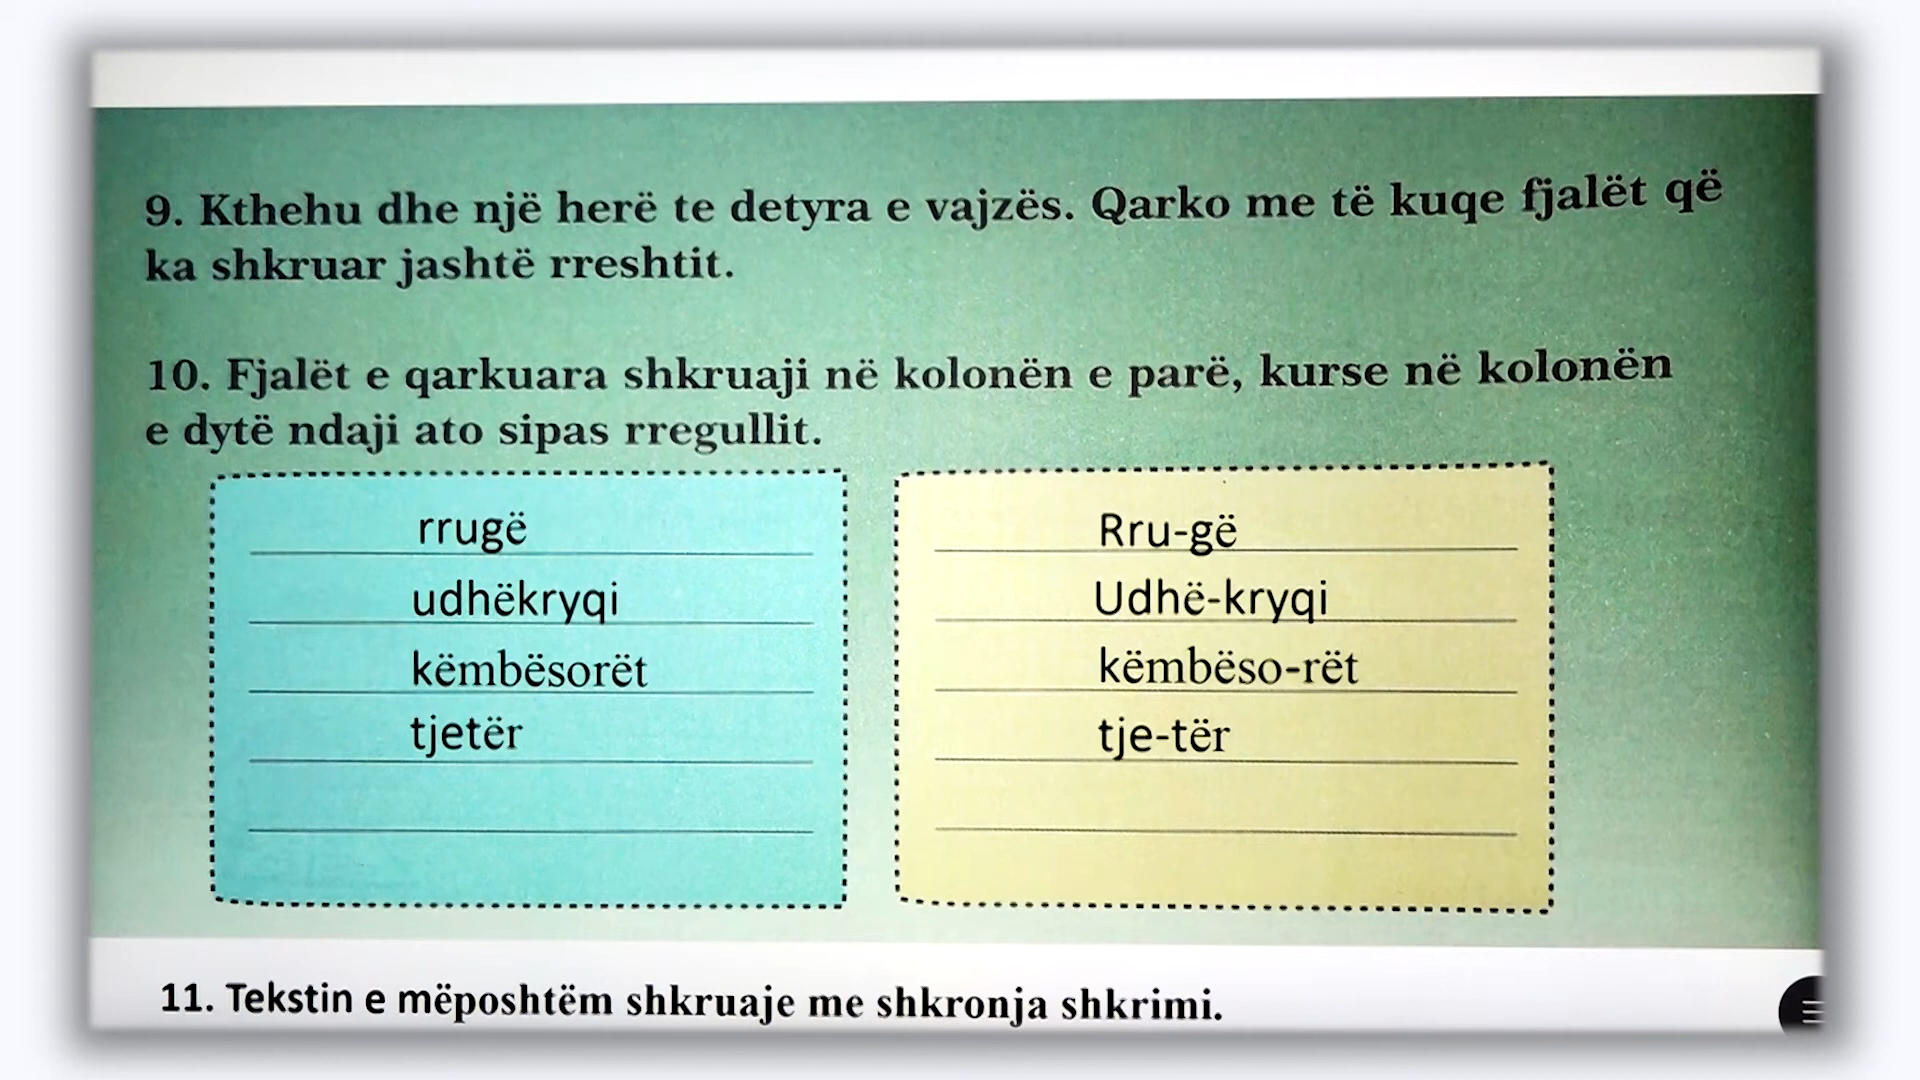 9. Kthehu dhe një herë te detyra e vajzës. Qarko me të kuqe fjalët që
ka shkruar jashtë rreshtit.
10. Fjalët e qarkuara shkruaji në kolonën e parë, kurse në kolonën
e dytë ndaji ato sipas rregullit.
rrugë
udhëkryqi
këmbësorët
tjetër
Rru-gë
Udhë-kryqi
këmbëso-rët
tje-tër
11. Tekstin e mëposhtëm shkruaje me shkronja shkrimi.